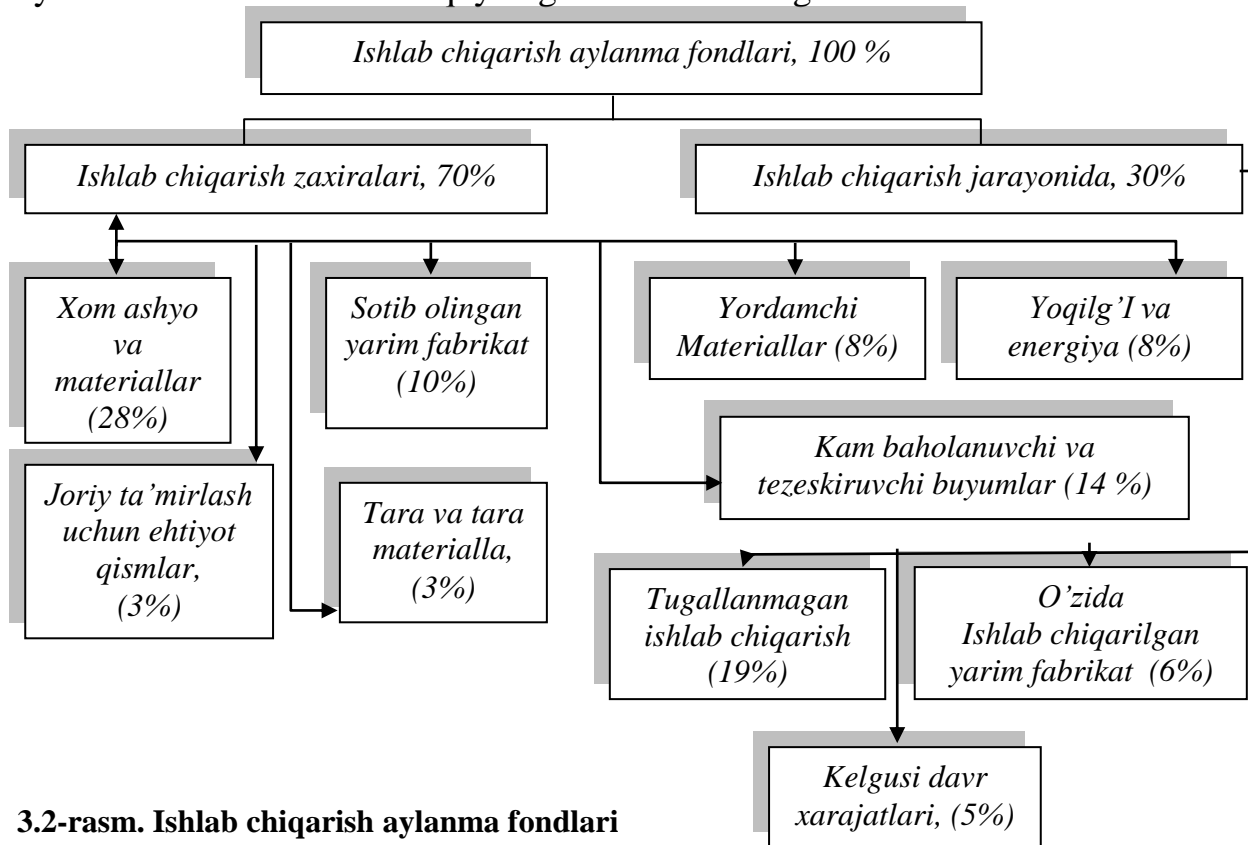 Ishlab chiqarish aylanma fondlari, 100 %
Ishlab chiqarish zaxiralari, 70%
Ishlab chiqarish jarayonida, 30%
Xom ashyo
va
materiallar
(28%)
Sotib olingan
yarim fabrikat
(10%)
Yordamchi
Materiallar (8%)
Yoqilg’I va
energiya (8%)
Kam baholanuvchi va
tezeskiruvchi buyumlar (14 %)
Joriy ta’mirlash
uchun ehtiyot
qismlar,
(3%)
Tara va tara
materialla,
(3%)
Tugallanmagan
ishlab chiqarish
(19%)
O’zida
Ishlab chiqarilgan
yarim fabrikat (6%)
Kelgusi davr
xarajatlari, (5%)
3.2-rasm. Ishlab chiqarish aylanma fondlari